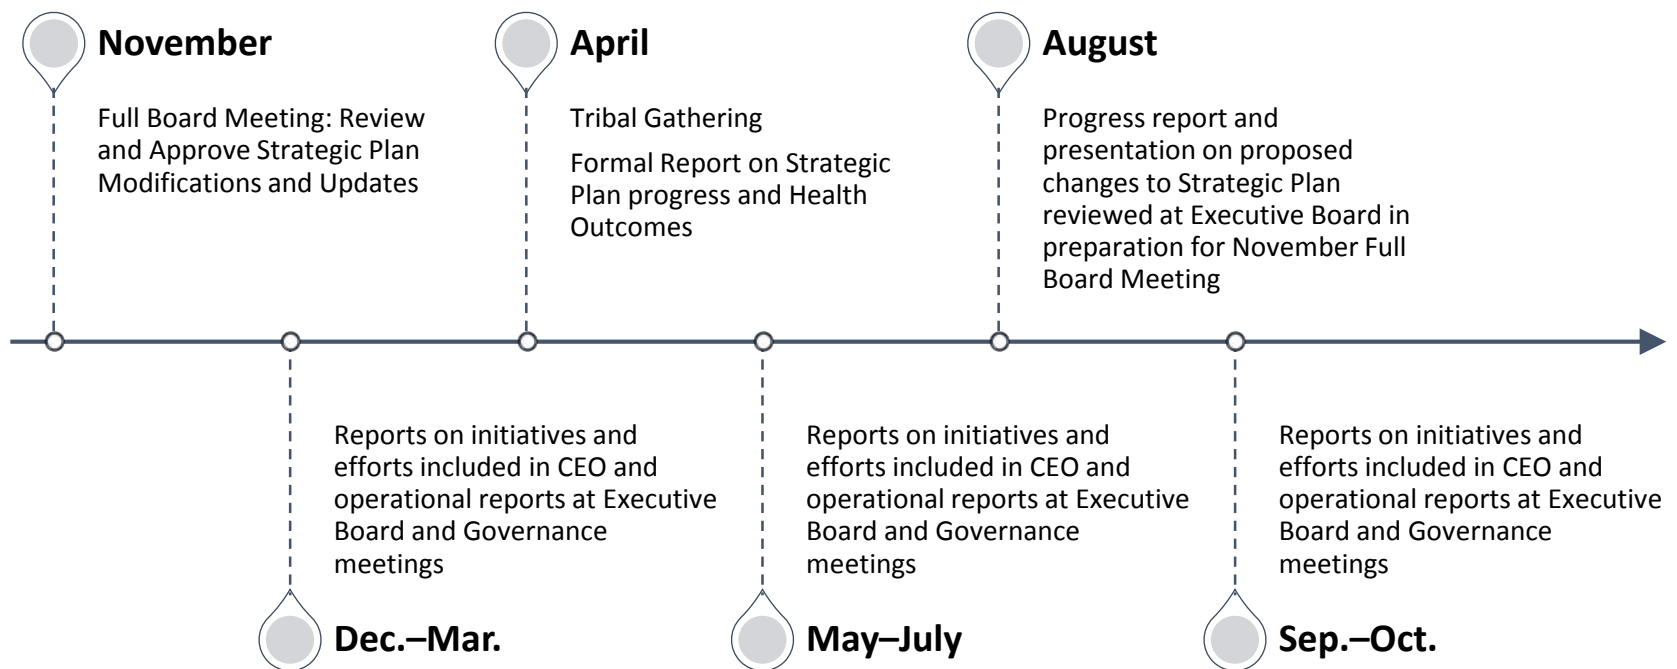 November
Full Board Meeting: Review
and Approve Strategic Plan
Modifications and Updates
April
Tribal Gathering
Formal Report on Strategic
Plan progress and Health
Outcomes
August
Progress report and
presentation on proposed
changes to Strategic Plan
reviewed at Executive Board in
preparation for November Full
Board Meeting
Reports on initiatives and
efforts included in CEO and
operational reports at Executive
Board and Governance
meetings
Dec.–Mar.
Reports on initiatives and
efforts included in CEO and
operational reports at Executive
Board and Governance
meetings
May–July
Reports on initiatives and
efforts included in CEO and
operational reports at Executive
Board and Governance
meetings
Sep.–Oct.